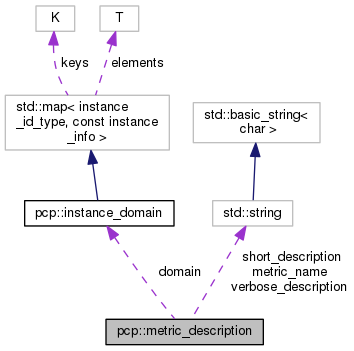 K
T
keys
elements
std::map< instance
_id_type, const instance
_info >
std::basic_string<
char >
pcp::instance_domain
std::string
domain
short_description
metric_name
verbose_description
pcp::metric_description